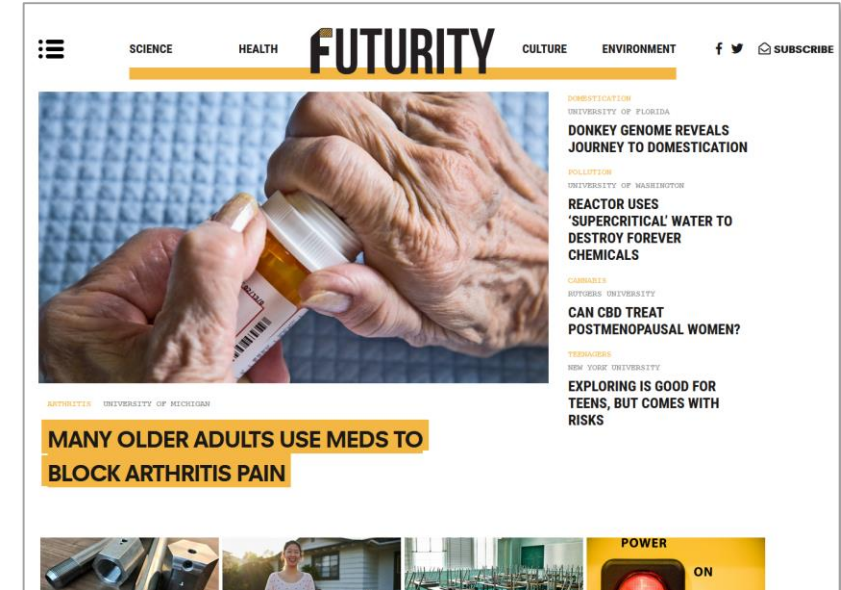 SCIENCE
HEALTH
FUTURITY
CULTURE
ENVIRONMENT
SUBSCRIBE
DOMESTICATION
UNIVERSITY OF FLORIDA
DONKEY GENOME REVEALS
JOURNEY TO DOMESTICATION
POLLUTION
UNIVERSITY OF WASHINGTON
REACTOR USES
‘SUPERCRITICAL’ WATER TO
DESTROY FOREVER
CHEMICALS
CANNABIS
RUTGERS UNIVERSITY
CAN CBD TREAT
POSTMENOPAUSAL WOMEN?
TEENAGERS
NEW YORK UNIVERSITY
EXPLORING IS GOOD FOR
TEENS, BUT COMES WITH
RISKS
ARTHRITIS UNIVERSITY OF MICHIGAN
MANY OLDER ADULTS USE MEDS TO
BLOCK ARTHRITIS PAIN
POWER
ON